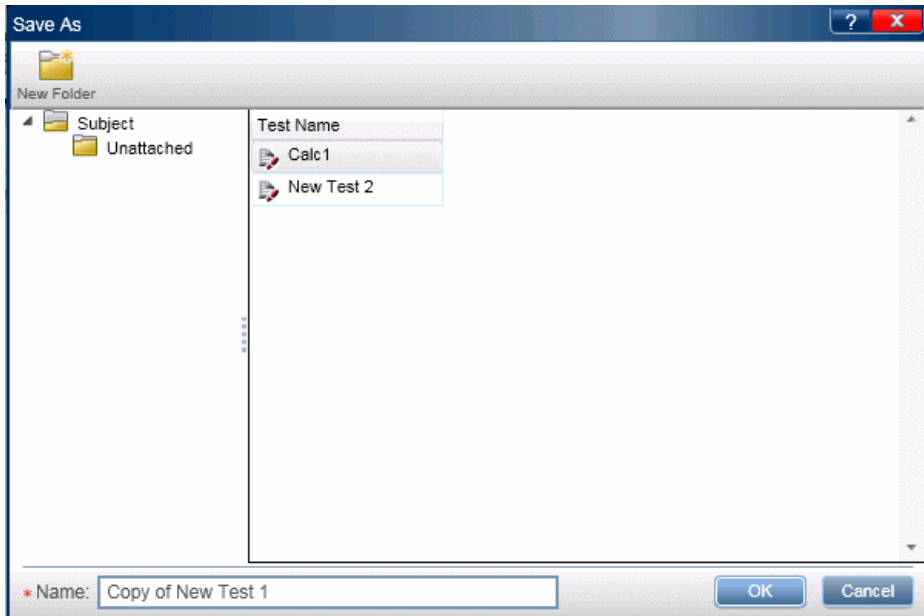 Save As
?
X
New Folder
Subject
Unattached
Test Name
Calc1
New Test 2
* Name: Copy of New Test 1
OK
Cancel